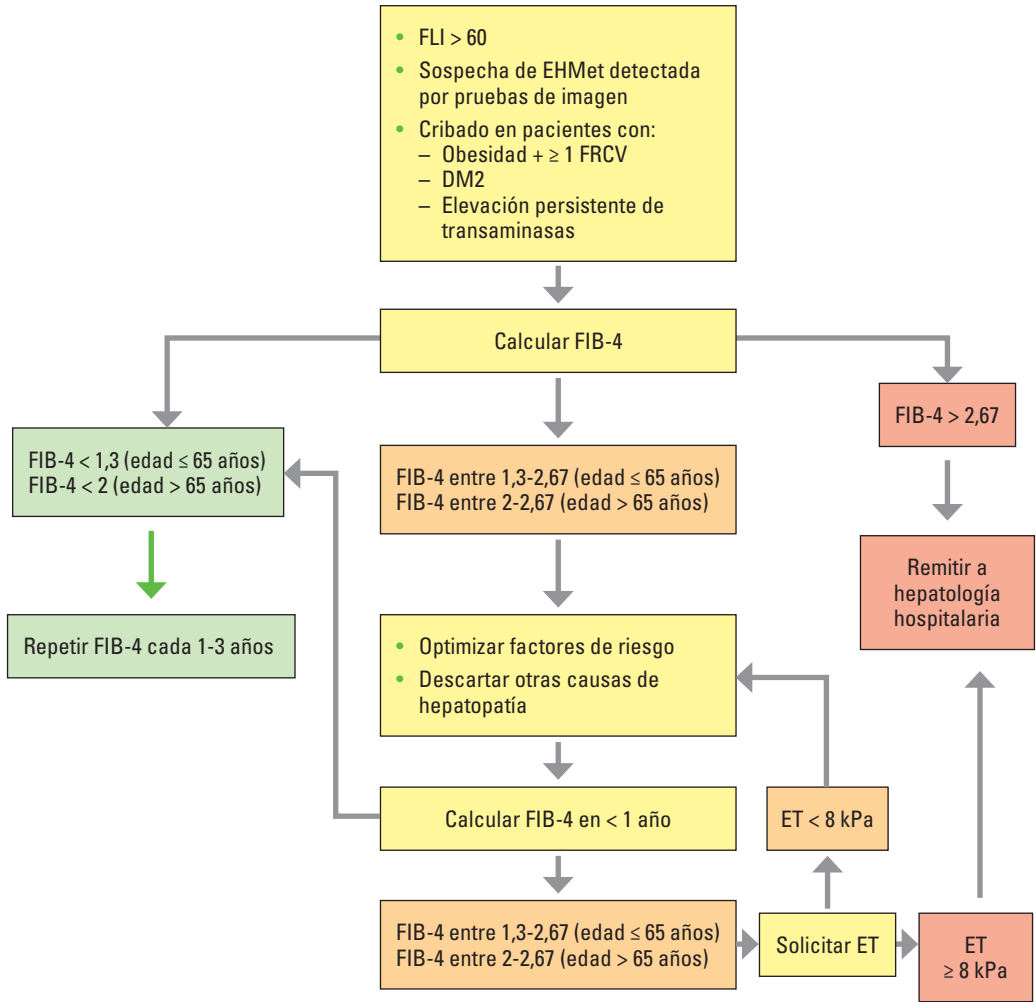 • FLI > 60
• Sospecha de EHMet detectada
por pruebas de imagen
• Cribado en pacientes con:
– Obesidad + ≥ 1 FRCV
– DM2
– Elevación persistente de
transaminasas
Calcular FIB-4
FIB-4 < 1,3 (edad ≤ 65 años)
FIB-4 < 2 (edad > 65 años)
FIB-4 entre 1,3-2,67 (edad ≤ 65 años)
FIB-4 entre 2-2,67 (edad > 65 años)
FIB-4 > 2,67
Repetir FIB-4 cada 1-3 años
• Optimizar factores de riesgo
• Descartar otras causas de
hepatopatía
Remitir a
hepatología
hospitalaria
Calcular FIB-4 en < 1 año
ET < 8 kPa
FIB-4 entre 1,3-2,67 (edad ≤ 65 años)
FIB-4 entre 2-2,67 (edad > 65 años)
Solicitar ET
ET
≥ 8 kPa